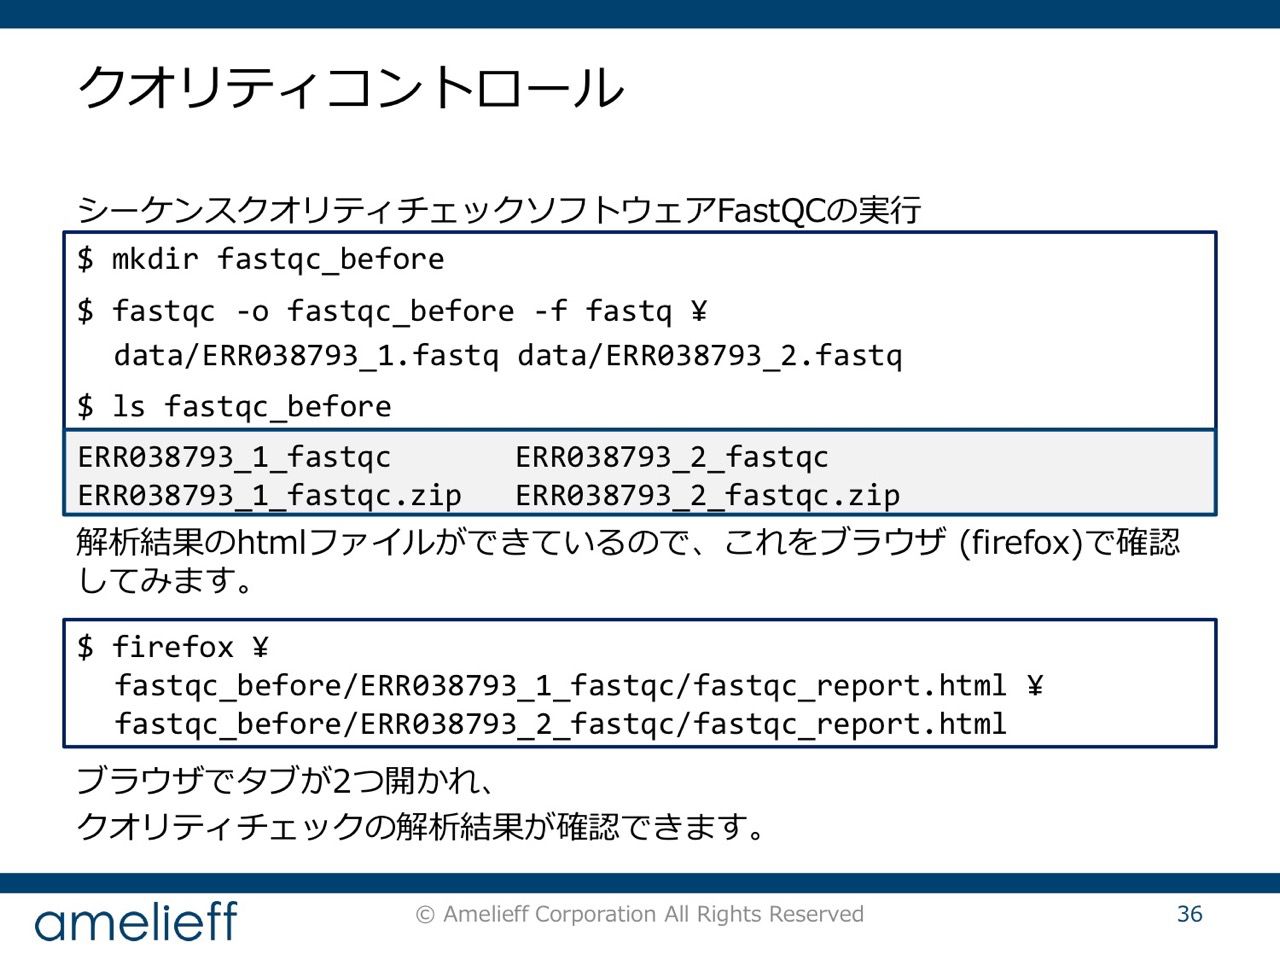 クオリティコントロール
シーケンスクオリティチェックソフトウェアFastQCの実行
$ mkdir fastqc_before
$ fastqc -o fastqc_before -f fastq ¥
data/ERR038793_1.fastq data/ERR038793_2.fastq
$ ls fastqc_before
ERR038793_1_fastqc ERR038793_2_fastqc
ERR038793_1_fastqc.zip ERR038793_2_fastqc.zip
解析結果のhtmlファイルができているので、これをブラウザ (firefox)で確認
してみます。
$ firefox ¥
fastqc_before/ERR038793_1_fastqc/fastqc_report.html ¥
fastqc_before/ERR038793_2_fastqc/fastqc_report.html
ブラウザでタブが2つ開かれ、
クオリティチェックの解析結果が確認できます。
amelieff
© Amelieff Corporation All Rights Reserved
36